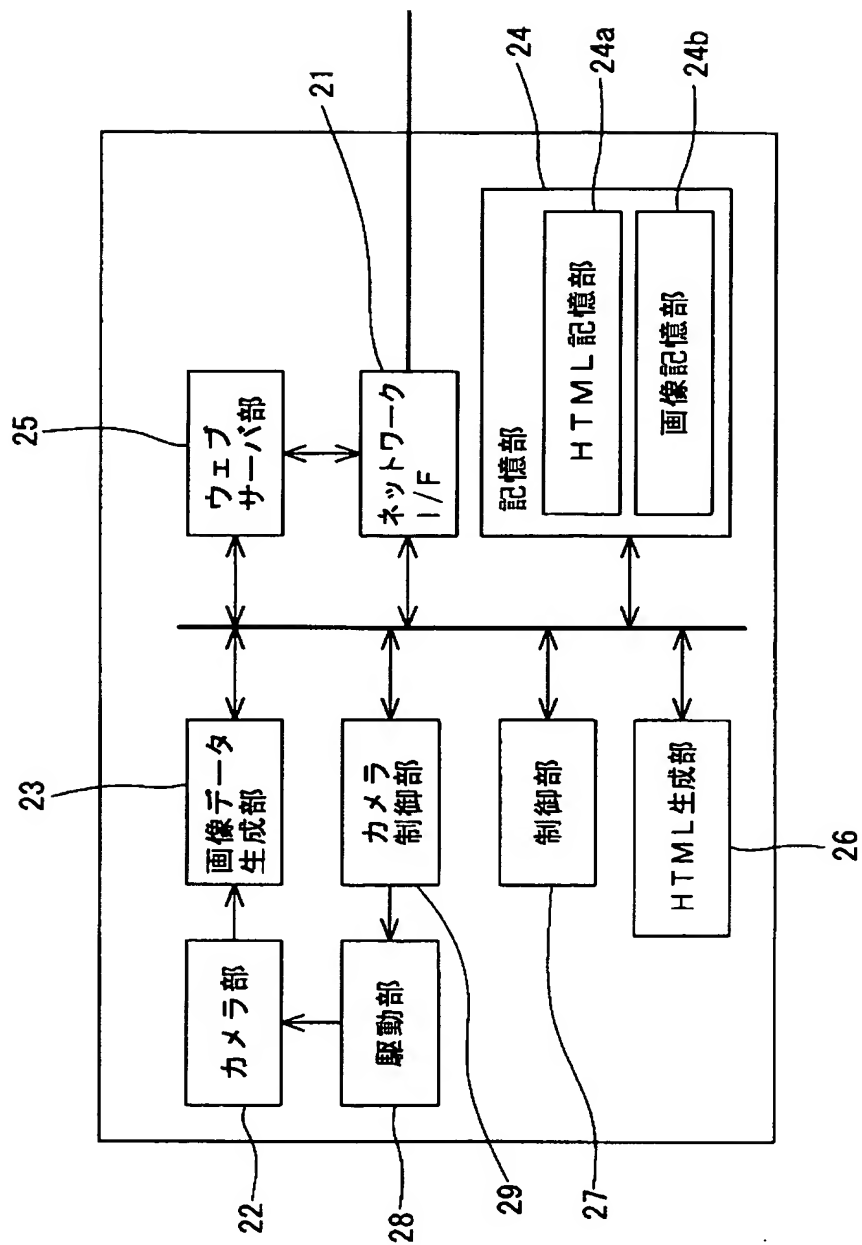 23
25
22
カメラ部
画像データ
生成部
ウェブ
サーバ部
21
28
駆動部
カメラ
制御部
ネットワーク
I/F
29
27
制御部
24
記憶部
24a
HTML記憶部
24b
画像記憶部
26
HTML生成部